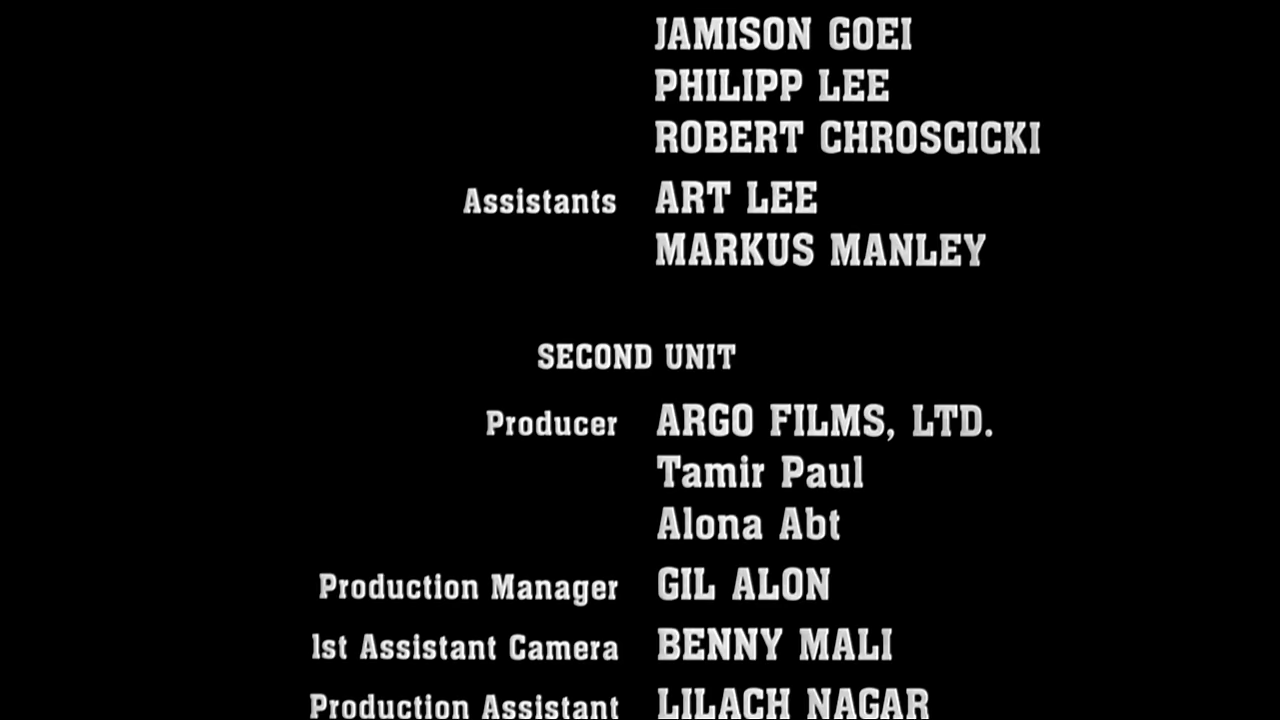 JAMISON GOEI
PHILIPP LEE
ROBERT CHROSCICKI
Assistants ART LEE
MARKUS MANLEY
SECOND UNIT
Producer ARGO FILMS, LTD.
Tamir Paul
Alona Abt
Production Manager GIL ALON
1st Assistant Camera BENNY MALI
Production Assistant LILACH NAGAR